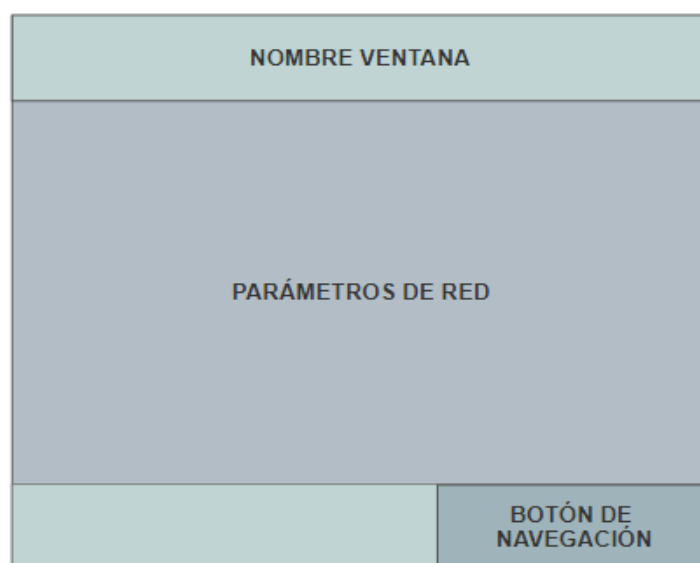 NOMBRE VENTANA
PARÁMETROS DE RED
BOTÓN DE
NAVEGACIÓN